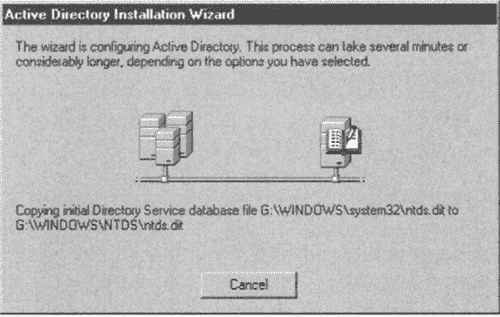 Active Directory Installation Wizard
The wizard is configuring Active Directory. This process can take several minutes or
considerably longer, depending on the options you have selected.
Copying initial Directory Service database file G:\WINDOWS\system32\ntds.dit to
G:\WINDOWS\NTDS\ntds.dit
Cancel